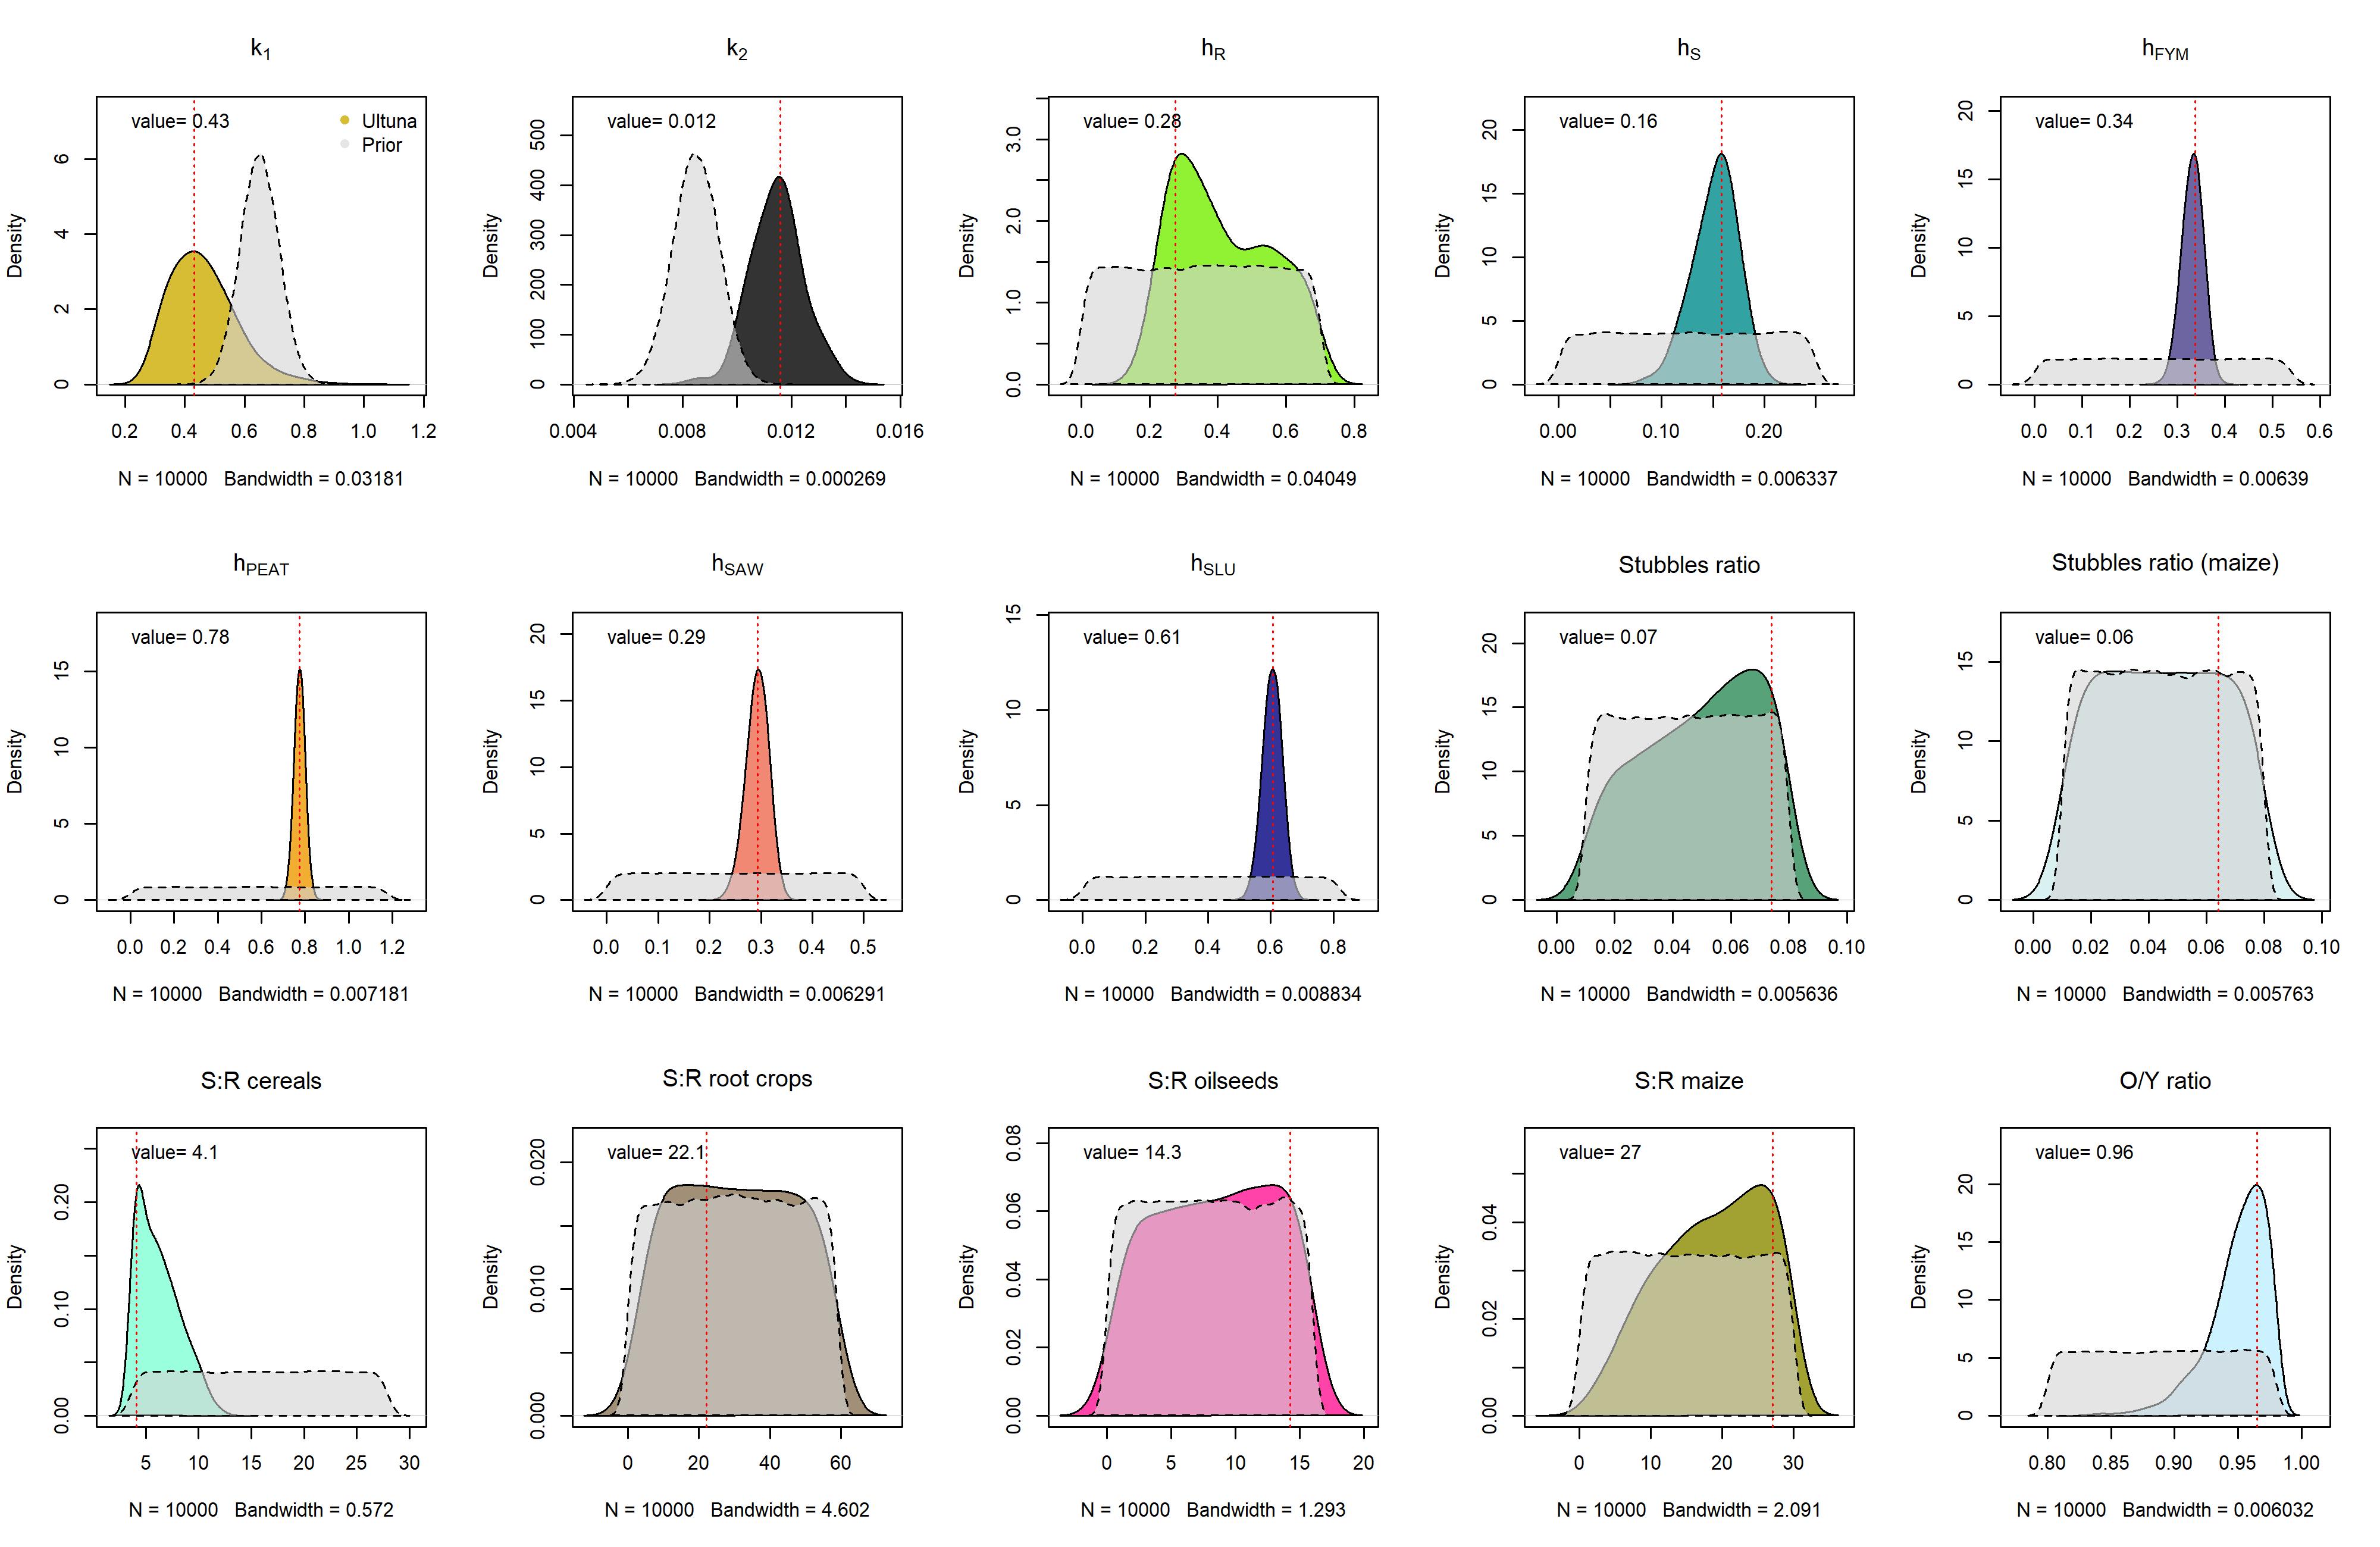 k1
value= 0.43
Ultuna
Prior
Density
0 2 4 6
0.2 0.4 0.6 0.8 1.0 1.2
N = 10000 Bandwidth = 0.03181
k2
value= 0.012
Density
0 100 200 300 400 500
0.004 0.008 0.012 0.016
N = 10000 Bandwidth = 0.000269
hR
value= 0.28
Density
0.0 1.0 2.0 3.0
0.0 0.2 0.4 0.6 0.8
N = 10000 Bandwidth = 0.04049
hS
value= 0.16
Density
0 5 10 15 20
0.00 0.10 0.20
N = 10000 Bandwidth = 0.006337
hFYM
value= 0.34
Density
0 5 10 15 20
0.0 0.1 0.2 0.3 0.4 0.5 0.6
N = 10000 Bandwidth = 0.00639
hPEAT
value= 0.78
Density
0 5 10 15
0.0 0.2 0.4 0.6 0.8 1.0 1.2
N = 10000 Bandwidth = 0.007181
hSAW
value= 0.29
Density
0 5 10 15 20
0.0 0.1 0.2 0.3 0.4 0.5
N = 10000 Bandwidth = 0.006291
hSLU
value= 0.61
Density
0 5 10 15
0.0 0.2 0.4 0.6 0.8
N = 10000 Bandwidth = 0.008834
Stubbles ratio
value= 0.07
Density
0 5 10 15 20
0.00 0.02 0.04 0.06 0.08 0.10
N = 10000 Bandwidth = 0.005636
Stubbles ratio (maize)
value= 0.06
Density
0 5 10 15
0.00 0.02 0.04 0.06 0.08 0.10
N = 10000 Bandwidth = 0.005763
S:R cereals
value= 4.1
Density
0.00 0.10 0.20
5 10 15 20 25 30
N = 10000 Bandwidth = 0.572
S:R root crops
value= 22.1
Density
0.000 0.010 0.020
0 20 40 60
N = 10000 Bandwidth = 4.602
S:R oilseeds
value= 14.3
Density
0.00 0.02 0.04 0.06 0.08
0 5 10 15 20
N = 10000 Bandwidth = 1.293
S:R maize
value= 27
Density
0.00 0.02 0.04
0 10 20 30
N = 10000 Bandwidth = 2.091
O/Y ratio
value= 0.96
Density
0 5 10 15 20
0.80 0.85 0.90 0.95 1.00
N = 10000 Bandwidth = 0.006032